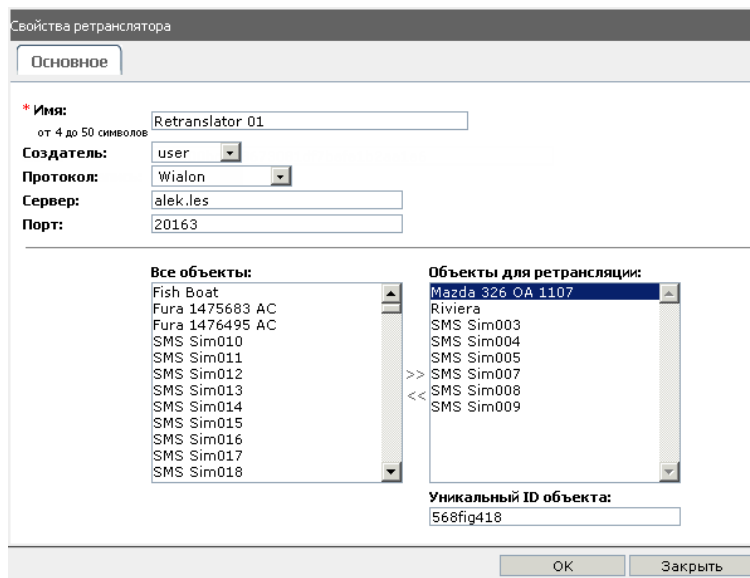 Свойства ретранслятора
Основное
* Имя:
от 4 до 50 символов
Retranslator 01
Создатель: user
Протокол: Wialon
Сервер: alek.les
Порт: 20163
Все объекты:
Fish Boat
Fura 1475683 AC
Fura 1476495 AC
SMS Sim010
SMS Sim011
SMS Sim012
SMS Sim013
SMS Sim014
SMS Sim015
SMS Sim016
SMS Sim017
SMS Sim018
>>
<<
Объекты для ретрансляции:
Mazda 326 OA 1107
Riviera
SMS Sim003
SMS Sim004
SMS Sim005
SMS Sim007
SMS Sim008
SMS Sim009
Уникальный ID объекта:
568fig418
OK Закрыть